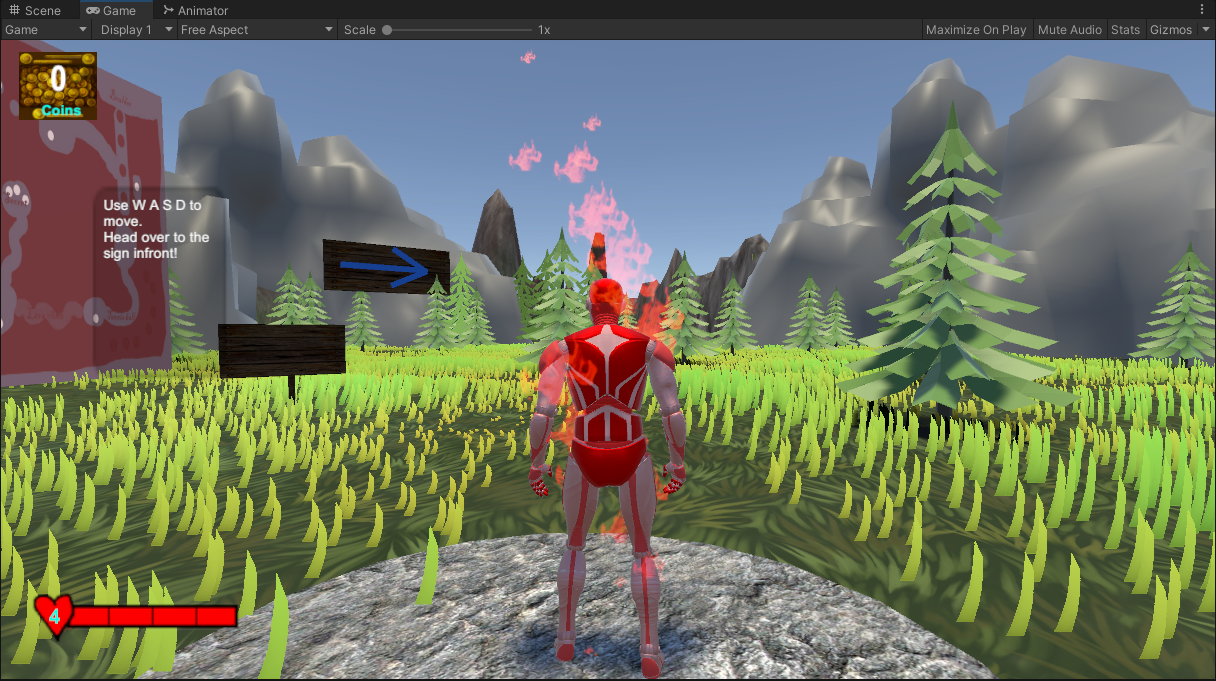 Scene Game Animator
Game Display 1 Free Aspect Scale 1x Maximize On Play Mute Audio Stats Gizmos
0
Coins
Use W A S D to
move.
Head over to the
sign infront!
4